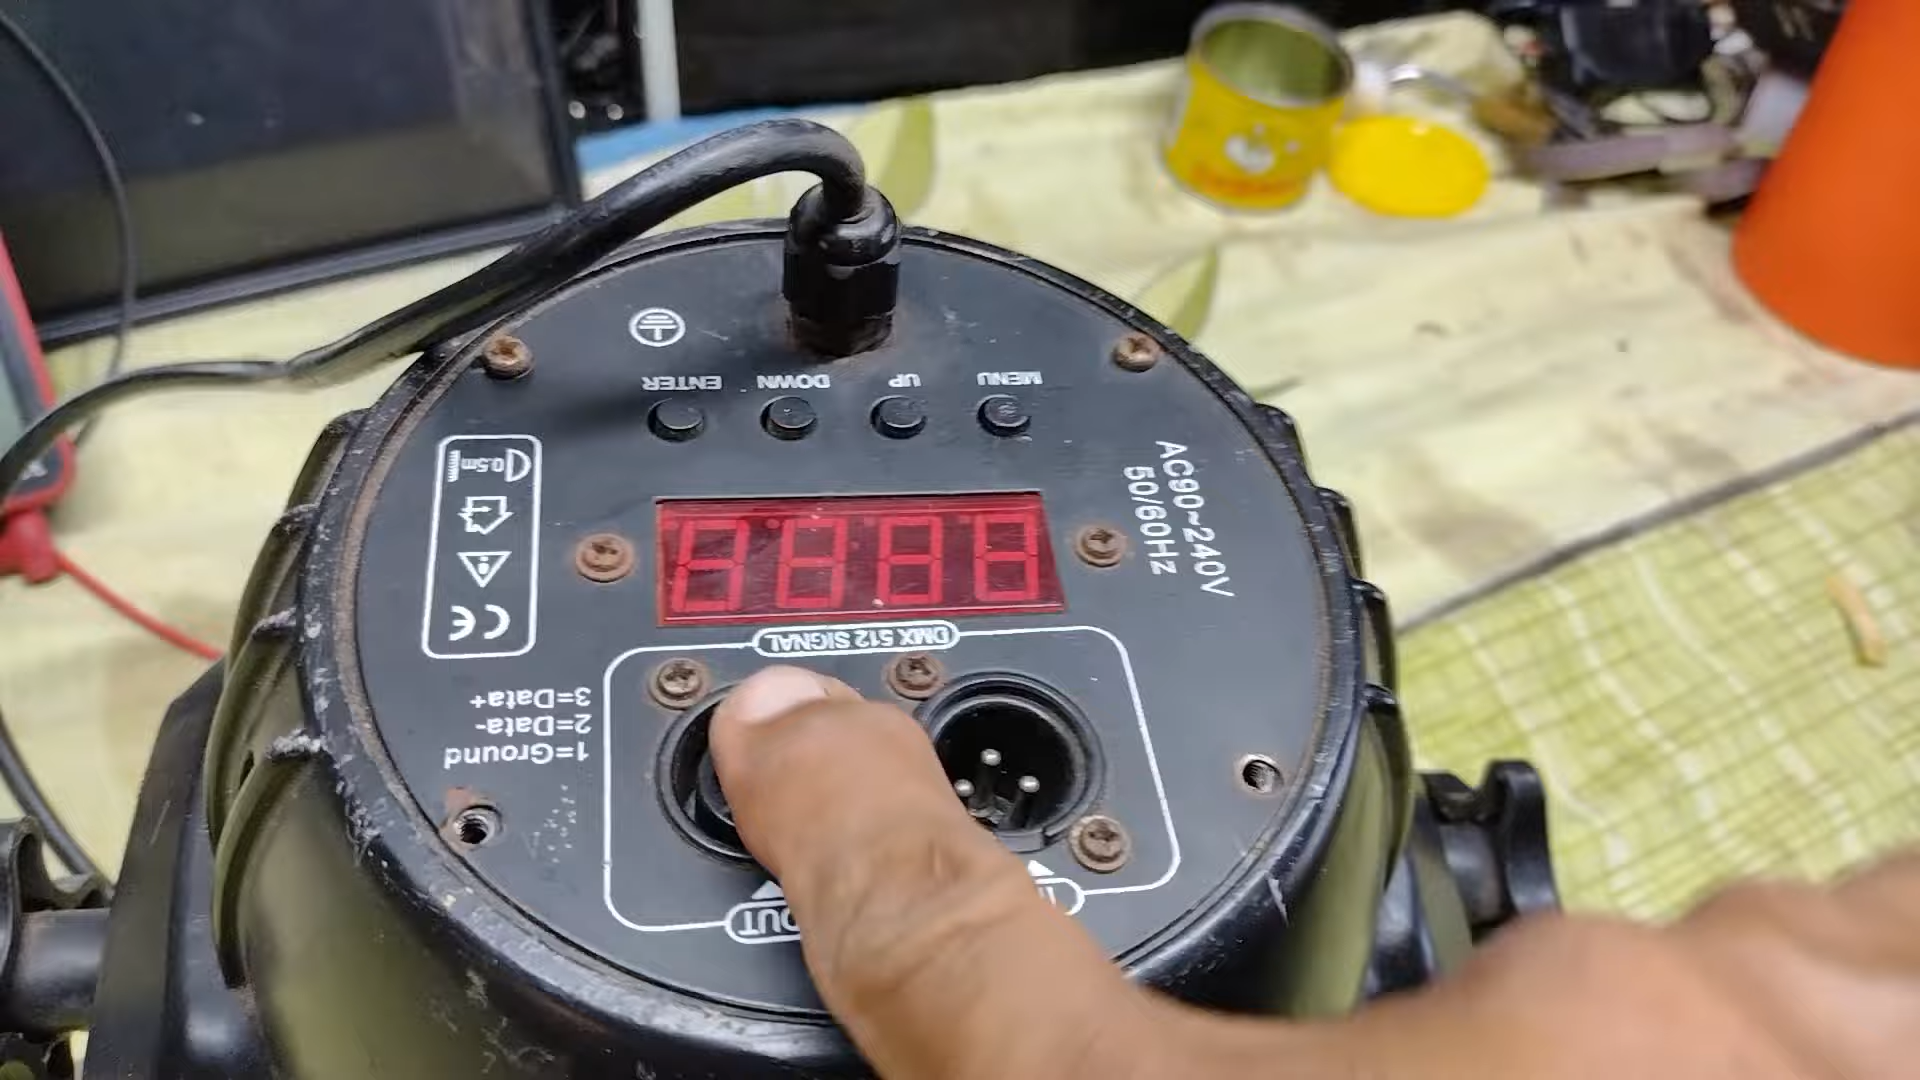 MENU
UP
DOWN
ENTER
AC90~240V
50/60Hz
0.5m
CE
DMX 512 SIGNAL
1=Ground
2=Data-
3=Data+
OUT